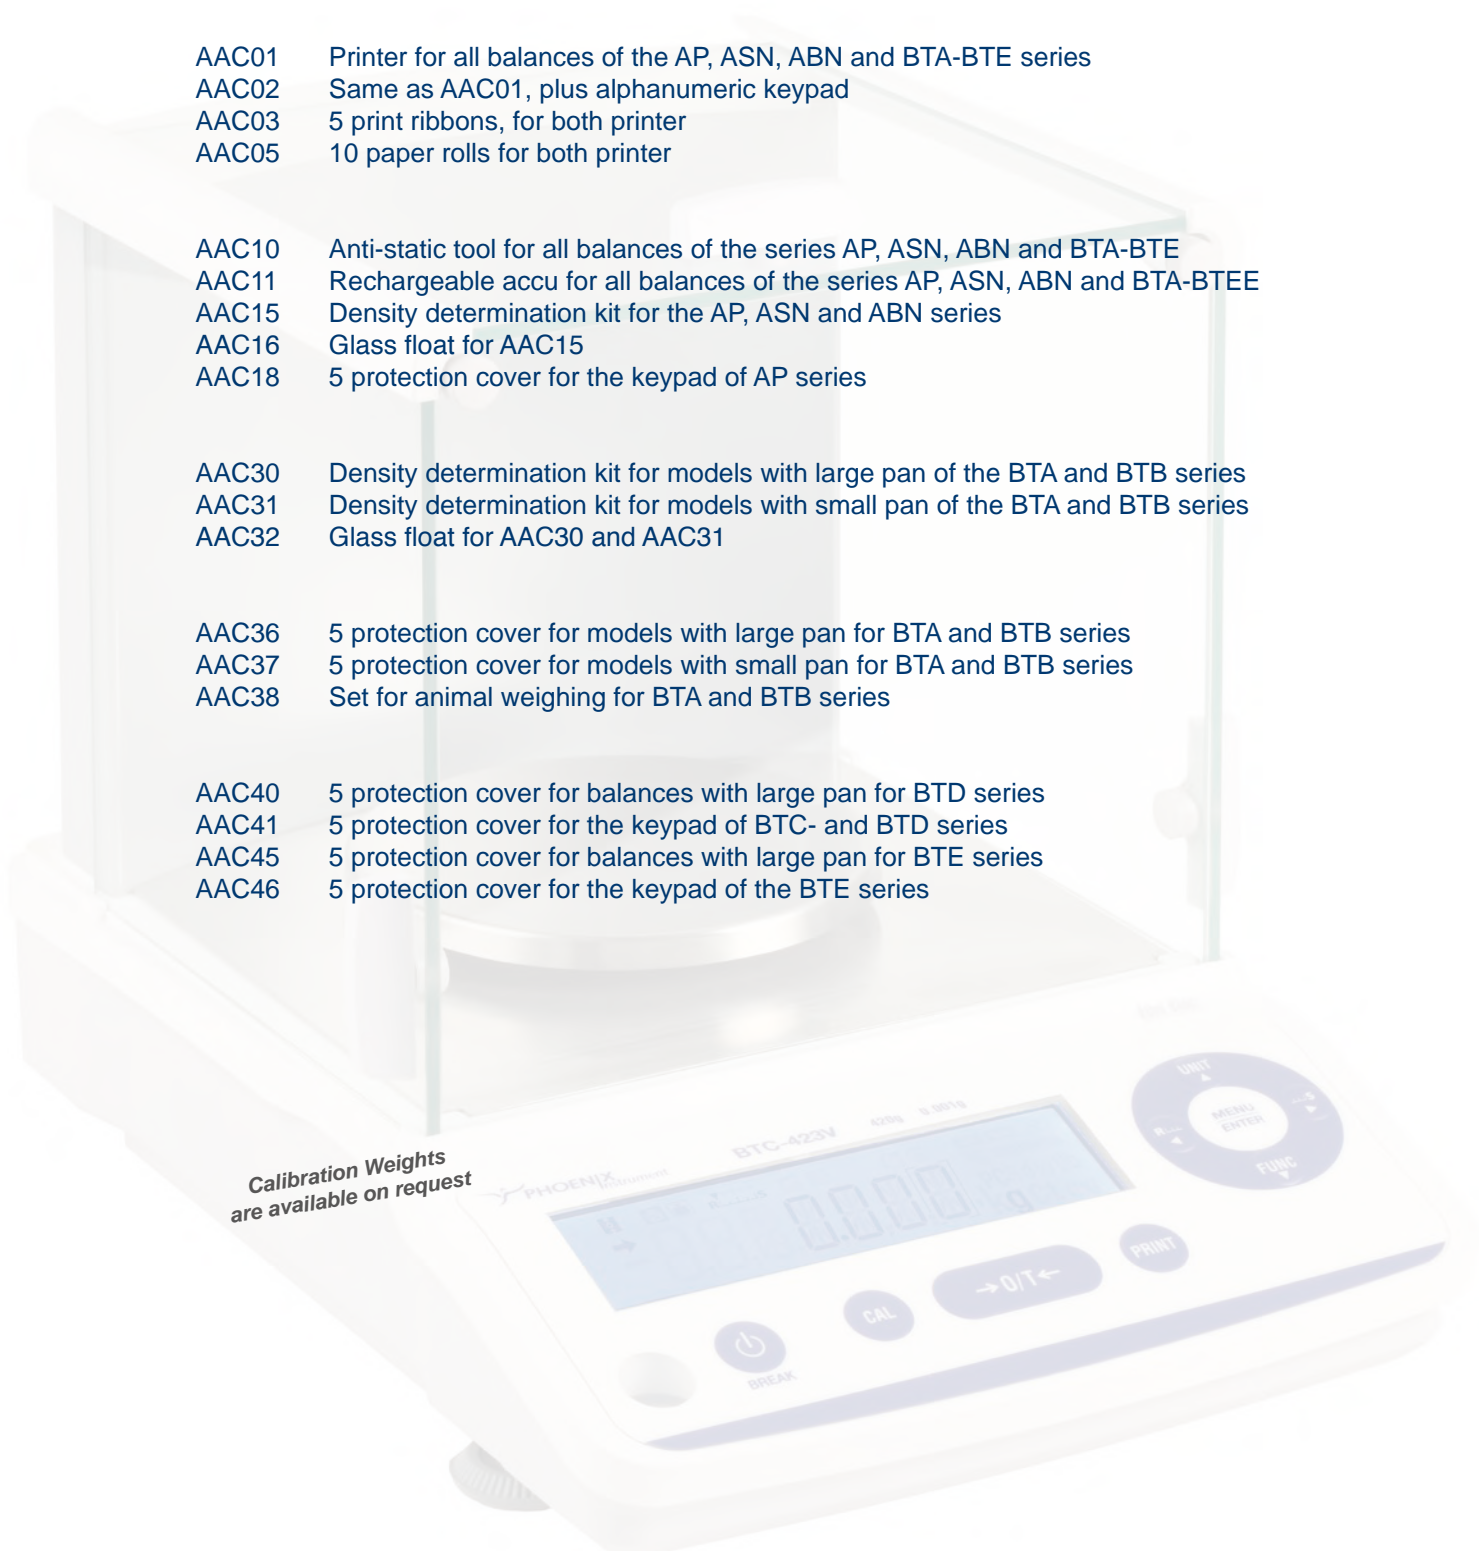 AAC01 Printer for all balances of the AP, ASN, ABN and BTA-BTE series
AAC02 Same as AAC01, plus alphanumeric keypad
AAC03 5 print ribbons, for both printer
AAC05 10 paper rolls for both printer
AAC10 Anti-static tool for all balances of the series AP, ASN, ABN and BTA-BTE
AAC11 Rechargeable accu for all balances of the series AP, ASN, ABN and BTA-BTEE
AAC15 Density determination kit for the AP, ASN and ABN series
AAC16 Glass float for AAC15
AAC18 5 protection cover for the keypad of AP series
AAC30 Density determination kit for models with large pan of the BTA and BTB series
AAC31 Density determination kit for models with small pan of the BTA and BTB series
AAC32 Glass float for AAC30 and AAC31
AAC36 5 protection cover for models with large pan for BTA and BTB series
AAC37 5 protection cover for models with small pan for BTA and BTB series
AAC38 Set for animal weighing for BTA and BTB series
AAC40 5 protection cover for balances with large pan for BTD series
AAC41 5 protection cover for the keypad of BTC- and BTD series
AAC45 5 protection cover for balances with large pan for BTE series
AAC46 5 protection cover for the keypad of the BTE series
Calibration Weights
are available on request
PHOENIX instrument BTC-423V 420g 0.001g
0.000 g
UNIT
MENU
ENTER
FUNC
BREAK
CAL
→0/T←
PRINT